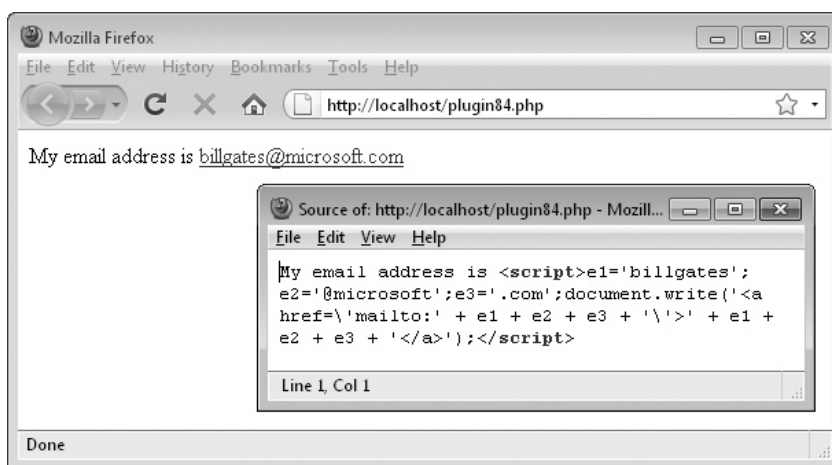 Mozilla Firefox
File Edit View History Bookmarks Tools Help
http://localhost/plugin84.php
My email address is billgates@microsoft.com
Source of: http://localhost/plugin84.php - Mozill...
File Edit View Help
My email address is <script>e1='billgates';
e2='@microsoft';e3='.com';document.write('<a
href=\'mailto:' + e1 + e2 + e3 + '\'>' + e1 +
e2 + e3 + '</a>');</script>
Line 1, Col 1
Done